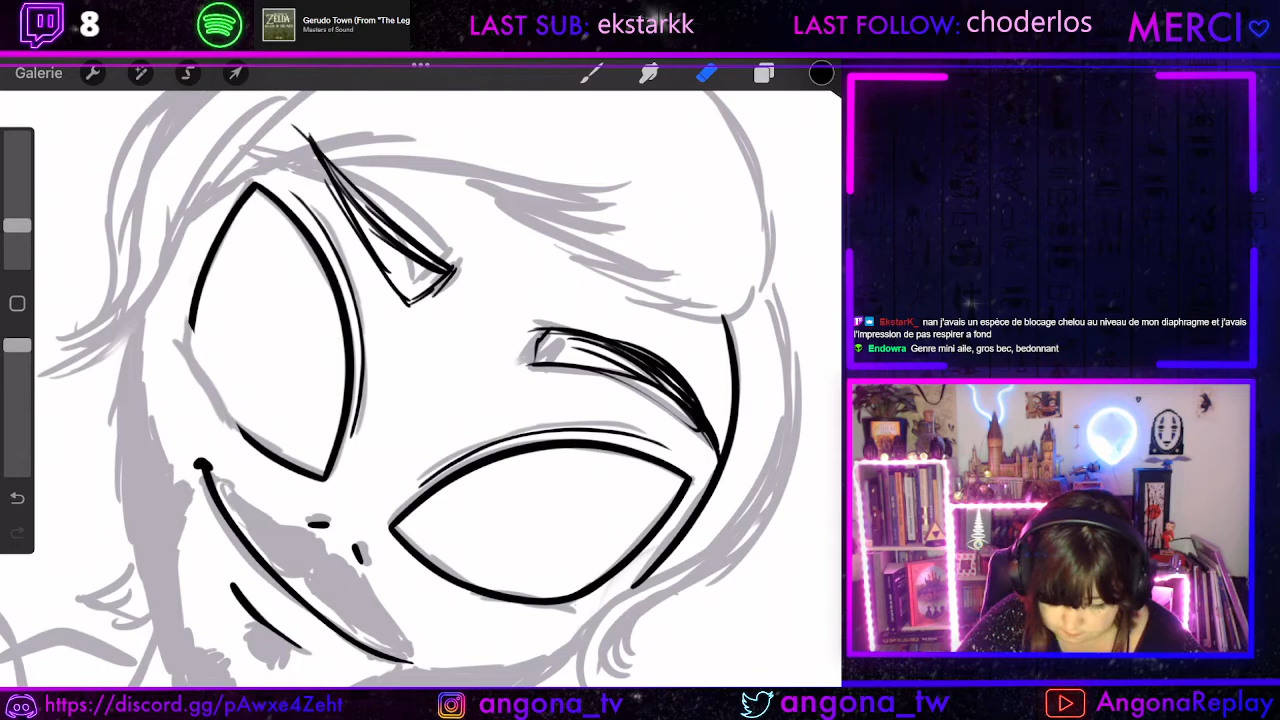 8
ZELDA
Gerudo Town (From "The Leg
Masters of Sound
LAST SUB: ekstarkk
LAST FOLLOW: choderlos
MERCI
Galerie
EkstarK_ nan j'avais un espèce de blocage chelou au niveau de mon diaphragme et j'avais
l'impression de pas respirer a fond
Endowra Genre mini aile, gros bec, bedonnant
https://discord.gg/pAwxe4Zeht
angona_tv
angona_tw
AngonaReplay